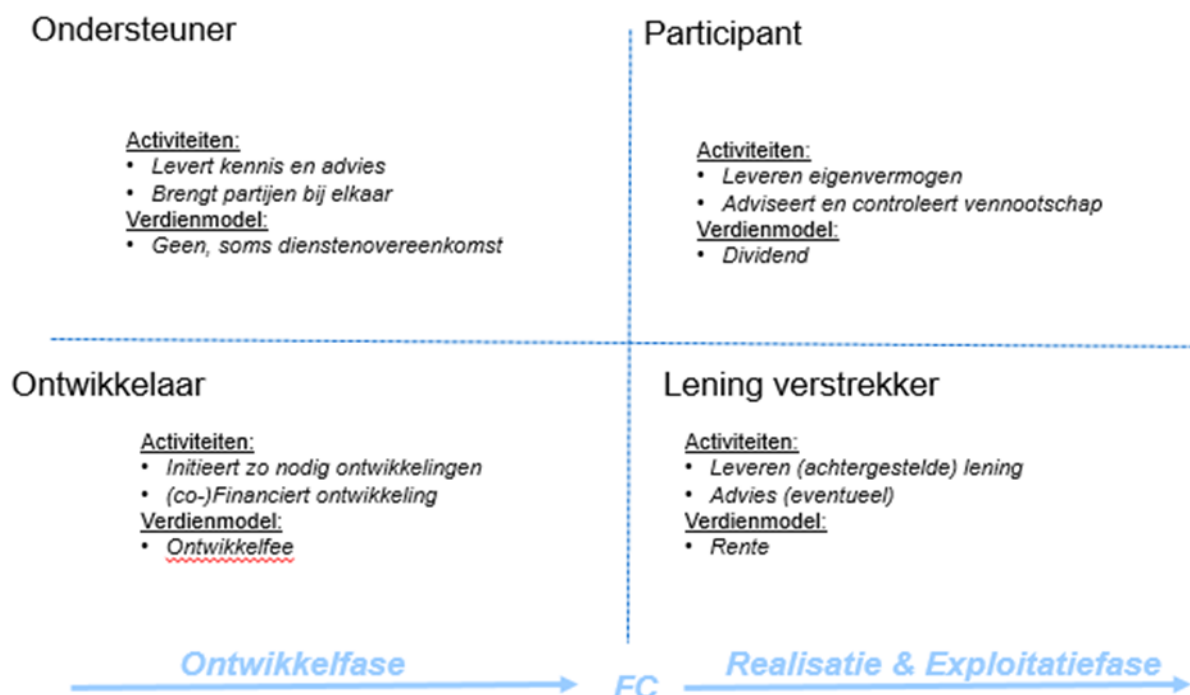 Ondersteuner
Activiteiten:
• Levert kennis en advies
• Brengt partijen bij elkaar
Verdienmodel:
• Geen, soms dienstenovereenkomst
Participant
Activiteiten:
• Leveren eigenvermogen
• Adviseert en controleert vennootschap
Verdienmodel:
• Dividend
Ontwikkelaar
Activiteiten:
• Initieert zo nodig ontwikkelingen
• (co-)Financiert ontwikkeling
Verdienmodel:
• Ontwikkelfee
Lening verstrekker
Activiteiten:
• Leveren (achtergestelde) lening
• Advies (eventueel)
Verdienmodel:
• Rente
Ontwikkelfase
FC
Realisatie & Exploitatiefase